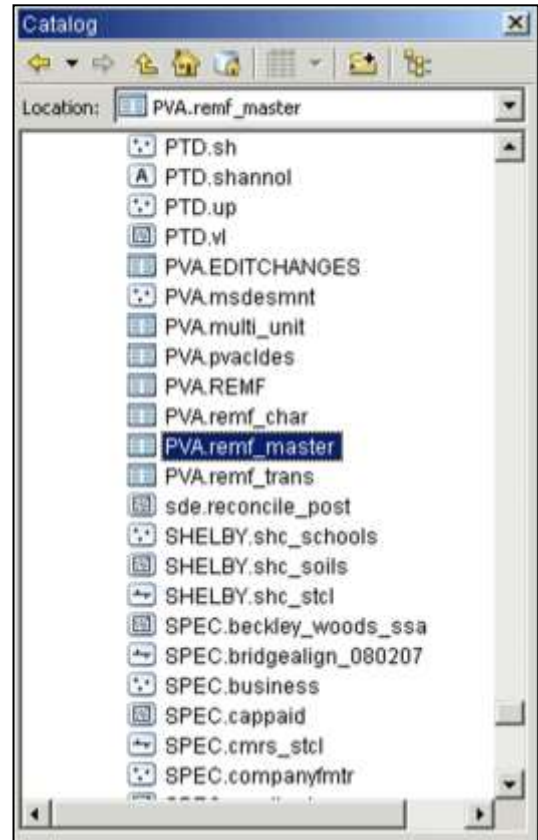 Catalog
Location: PVA.remf_master
PTD.sh
A PTD.shannol
PTD.up
PTD.vl
PVA.EDITCHANGES
PVA.msdesmnt
PVA.multi_unit
PVA.pvacldes
PVA.REMF
PVA.remf_char
PVA.remf_master
PVA.remf_trans
sde.reconcile_post
SHELBY.shc_schools
SHELBY.shc_soils
SHELBY.shc_stcl
SPEC.beckley_woods_ssa
SPEC.bridgealign_080207
SPEC.business
SPEC.cappaid
SPEC.cmrs_stcl
SPEC.companyfmtr